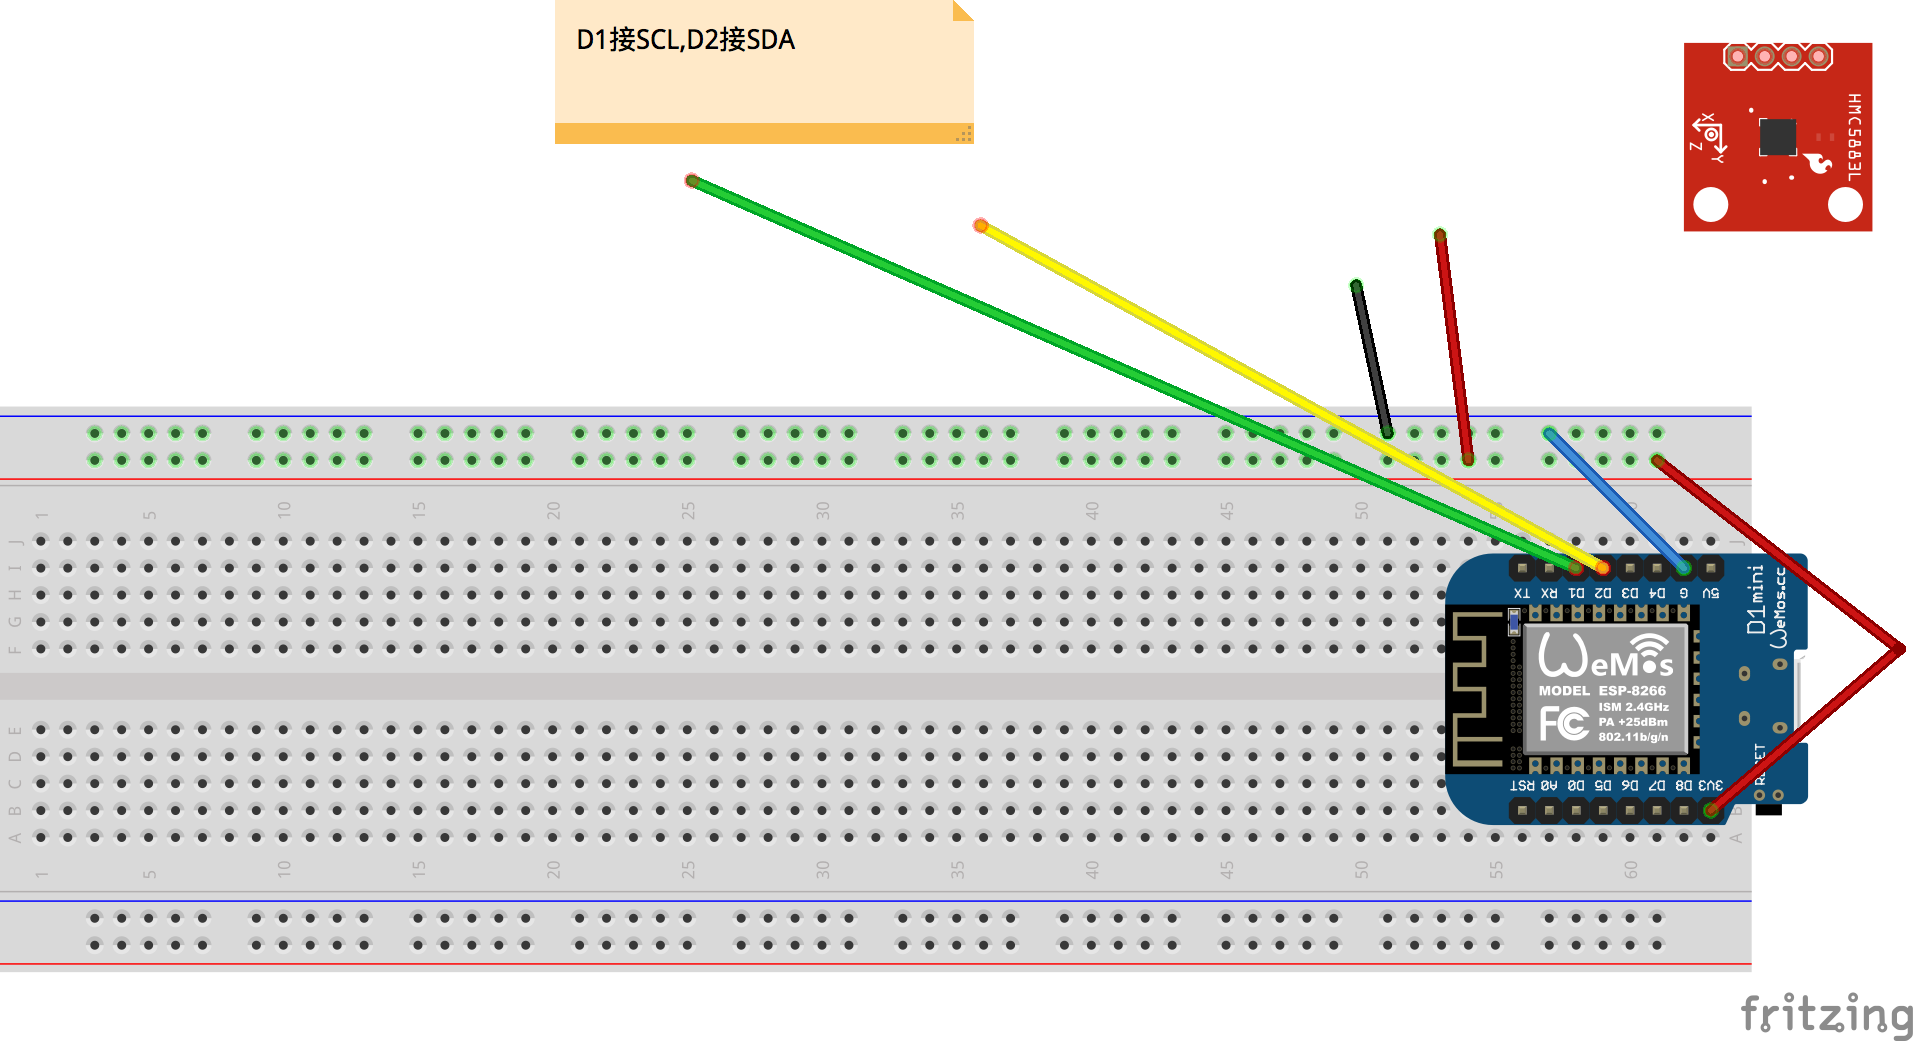 D1接SCL,D2接SDA
HMC5883L
X
Y
Z
1 5 10 15 20 25 30 35 40 45 50
J
I
H
G
F
TX RX D1 D2 D3 D4 G 5V
D1 mini
WeMos.cc
WeMos
MODEL ESP-8266
ISM 2.4GHz
PA +25dBm
802.11b/g/n
FC
RST A0 D0 D5 D6 D7 D8 3V3
E
D
C
B
A
J
B
A
1 5 10 15 20 25 30 35 40 45 50 55 60
fritzing